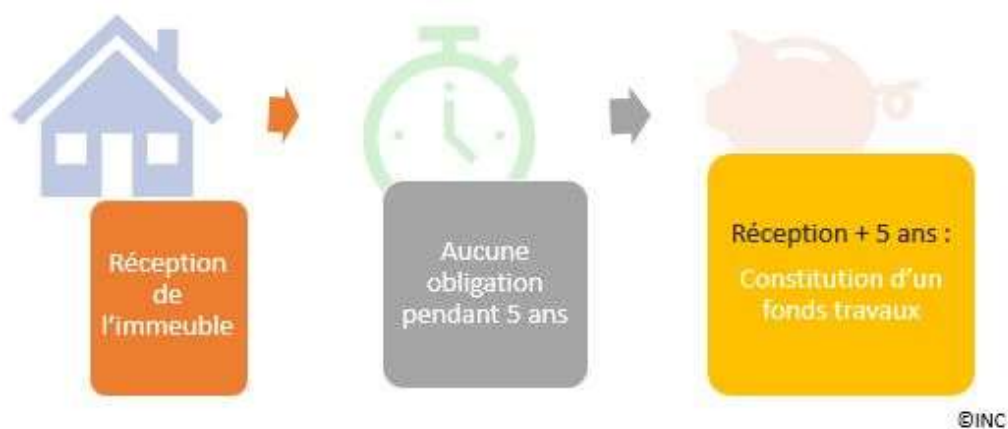 Réception
de
l'immeuble
Aucune
obligation
pendant 5 ans
Réception + 5 ans :
Constitution d'un
fonds travaux
©INC